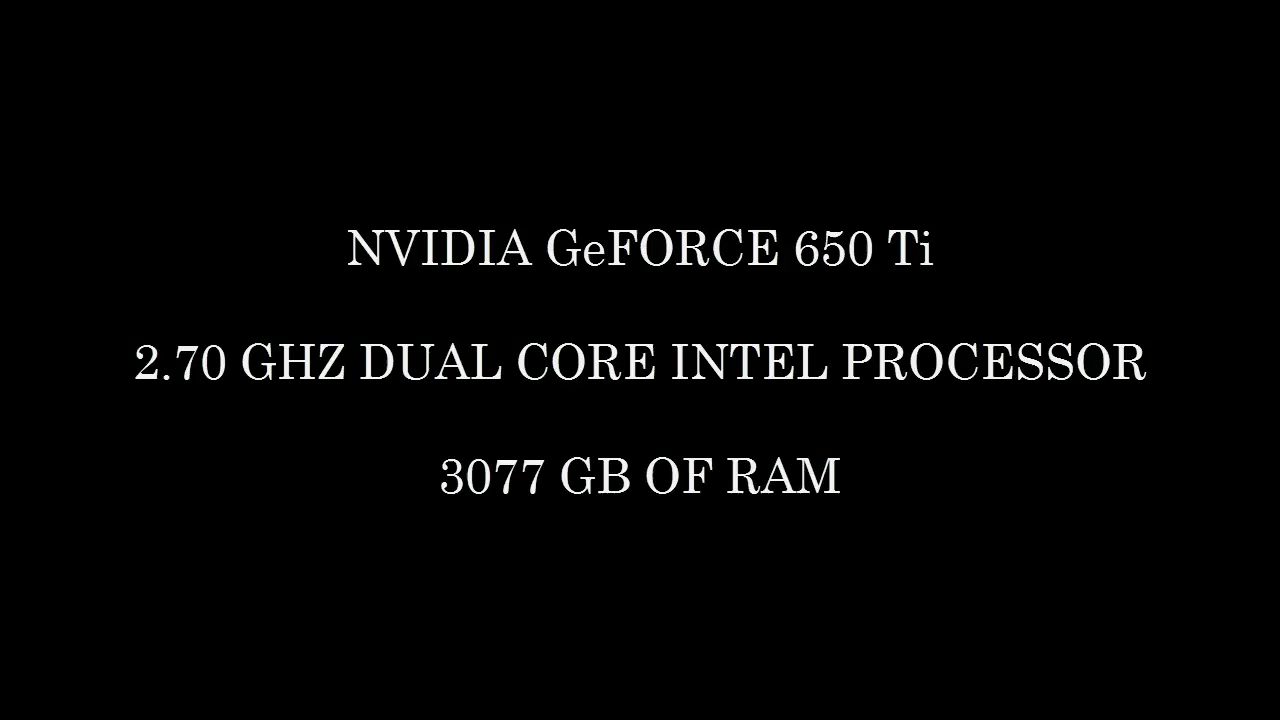 NVIDIA GeFORCE 650 Ti
2.70 GHZ DUAL CORE INTEL PROCESSOR
3077 GB OF RAM